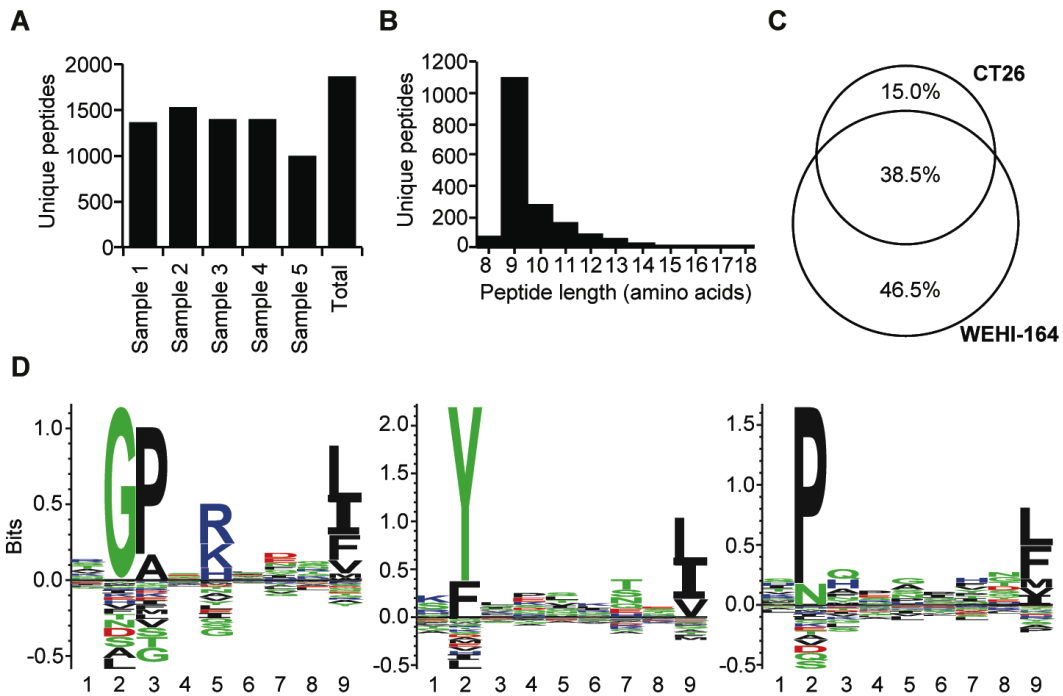 A
Unique peptides
2000
1500
1000
500
0
Sample 1
Sample 2
Sample 3
Sample 4
Sample 5
Total
B
Unique peptides
1200
1000
800
600
400
200
0
8 9 10 11 12 13 14 15 16 17 18
Peptide length (amino acids)
C
CT26
15.0%
38.5%
46.5%
WEHI-164
D
Bits
1.0
0.5
0.0
-0.5
G P R L
K I
A H F
V
D
S S
A T
L G G
1 2 3 4 5 6 7 8 9
2.0
1.5
1.0
0.5
0.0
-0.5
Y L
I
F V
1 2 3 4 5 6 7 8 9
1.5
1.0
0.5
0.0
-0.5
P L
F
N
D
Q
S
1 2 3 4 5 6 7 8 9